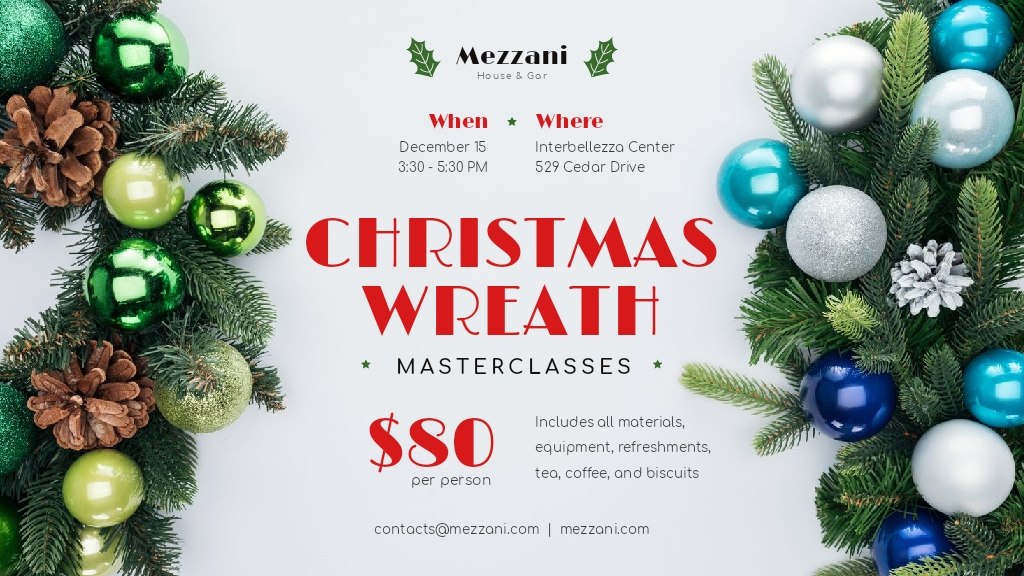 Mezzani
House & Gar
When
Where
December 15
3:30 - 5:30 PM
Interbellezza Center
529 Cedar Drive
CHRISTMAS
WREATH
MASTERCLASSES
$80
per person
Includes all materials,
equipment, refreshments,
tea, coffee, and biscuits
contacts@mezzani.com | mezzani.com